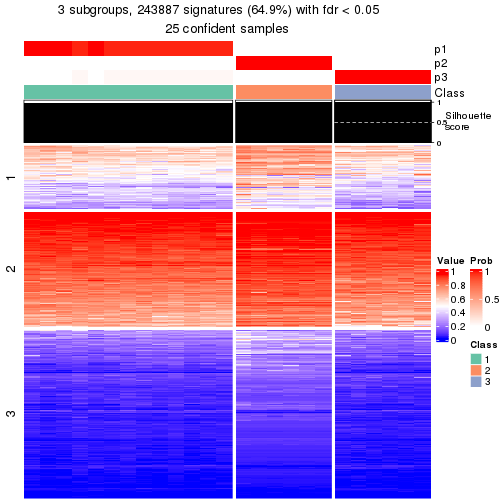 3 subgroups, 243887 signatures (64.9%) with fdr < 0.05
25 confident samples
p1
p2
p3
Class
1
0.5
0
Silhouette
score
1
2
3
Value
1
0.8
0.6
0.4
0.2
0
Prob
1
0.5
0
Class
1
2
3